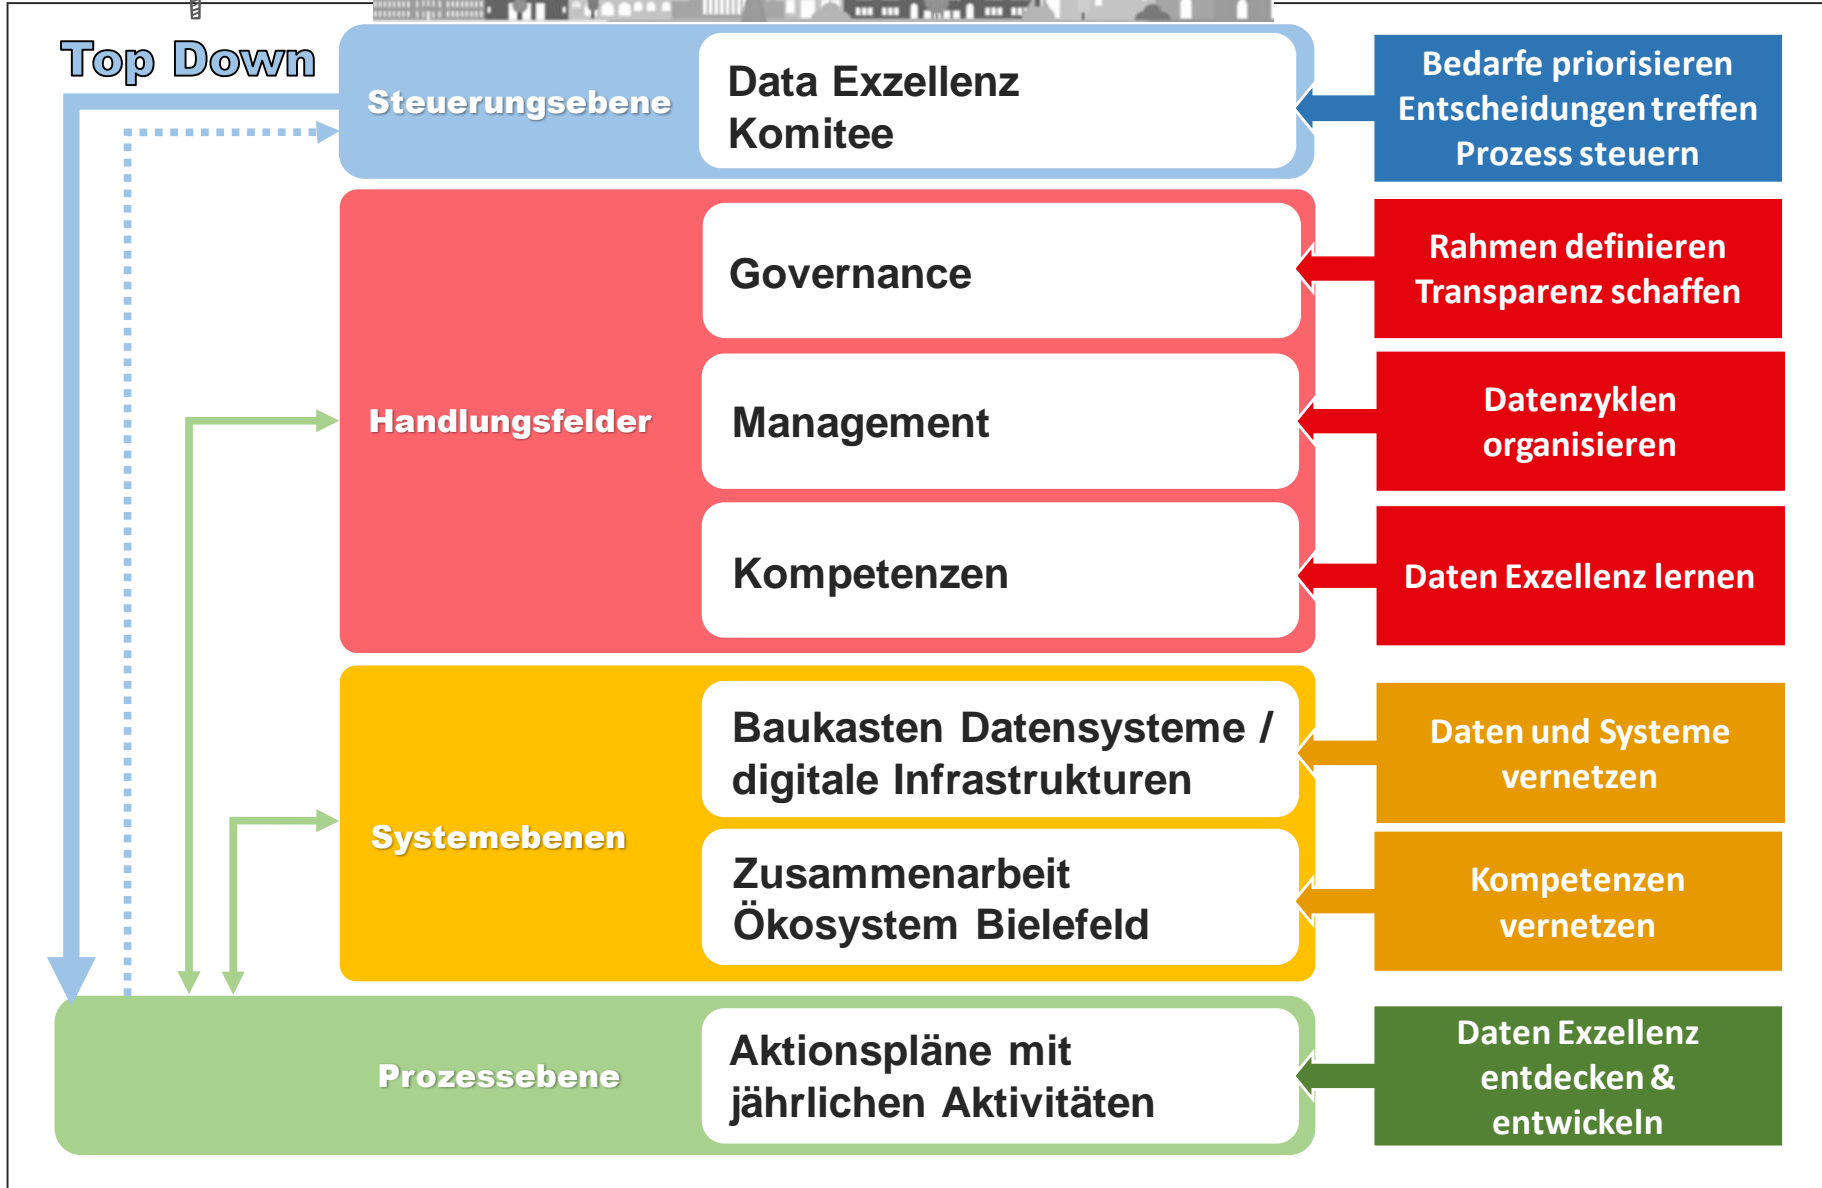 Top Down
Steuerungsebene
Data Exzellenz
Komitee
Bedarfe priorisieren
Entscheidungen treffen
Prozess steuern
Handlungsfelder
Governance
Rahmen definieren
Transparenz schaffen
Management
Datenzyklen
organisieren
Kompetenzen
Daten Exzellenz lernen
Systemebenen
Baukasten Datensysteme /
digitale Infrastrukturen
Daten und Systeme
vernetzen
Zusammenarbeit
Ökosystem Bielefeld
Kompetenzen
vernetzen
Prozessebene
Aktionspläne mit
jährlichen Aktivitäten
Daten Exzellenz
entdecken &
entwickeln